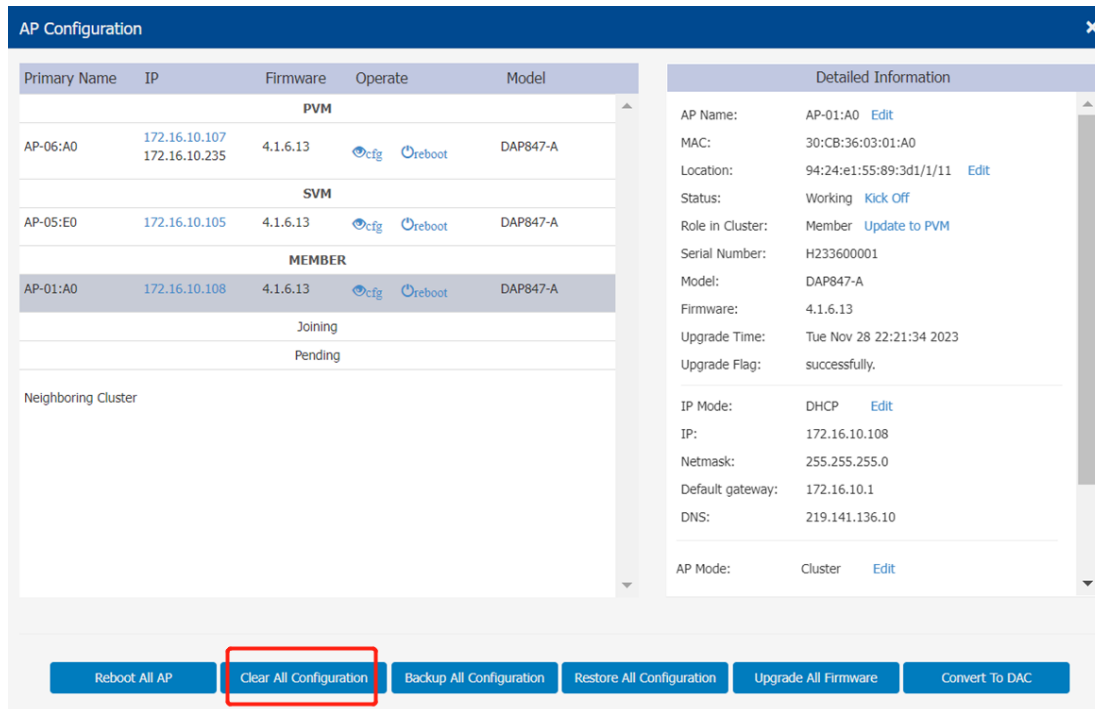 AP Configuration
Primary Name IP Firmware Operate Model
PVM
AP-06:A0 172.16.10.107 172.16.10.235 4.1.6.13 cfg reboot DAP847-A
SVM
AP-05:E0 172.16.10.105 4.1.6.13 cfg reboot DAP847-A
MEMBER
AP-01:A0 172.16.10.108 4.1.6.13 cfg reboot DAP847-A
Joining
Pending
Neighboring Cluster
Detailed Information
AP Name: AP-01:A0 Edit
MAC: 30:CB:36:03:01:A0
Location: 94:24:e1:55:89:3d1/1/11 Edit
Status: Working Kick Off
Role in Cluster: Member Update to PVM
Serial Number: H233600001
Model: DAP847-A
Firmware: 4.1.6.13
Upgrade Time: Tue Nov 28 22:21:34 2023
Upgrade Flag: successfully.
IP Mode: DHCP Edit
IP: 172.16.10.108
Netmask: 255.255.255.0
Default gateway: 172.16.10.1
DNS: 219.141.136.10
AP Mode: Cluster Edit
Reboot All AP Clear All Configuration Backup All Configuration Restore All Configuration Upgrade All Firmware Convert To DAC